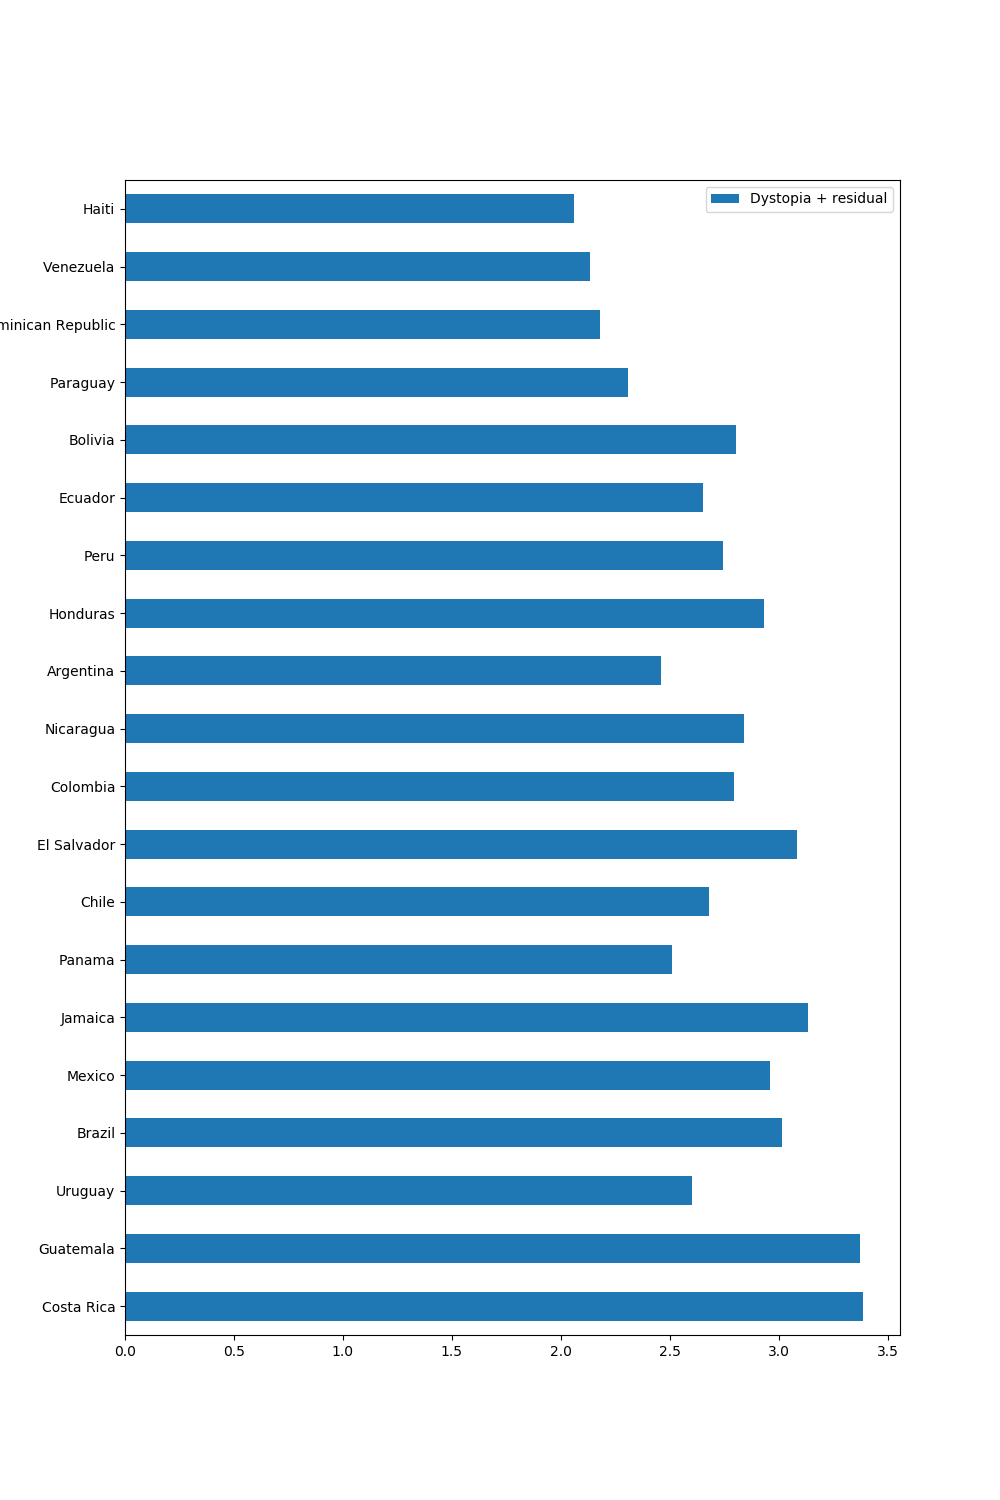 Dystopia + residual
Haiti
Venezuela
minican Republic
Paraguay
Bolivia
Ecuador
Peru
Honduras
Argentina
Nicaragua
Colombia
El Salvador
Chile
Panama
Jamaica
Mexico
Brazil
Uruguay
Guatemala
Costa Rica
0.0 0.5 1.0 1.5 2.0 2.5 3.0 3.5